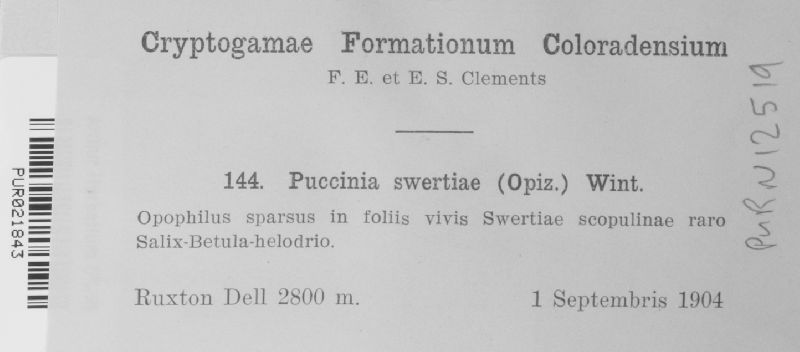 Cryptogamae Formationum Coloradensium
F. E. et E. S. Clements
144. Puccinia swertiae (Opiz.) Wint.
Opophilus sparsus in foliis vivis Swertiae scopulinae raro
Salix-Betula-helodrio.
Ruxton Dell 2800 m.
1 Septembris 1904
PUR021843
PuR N12519